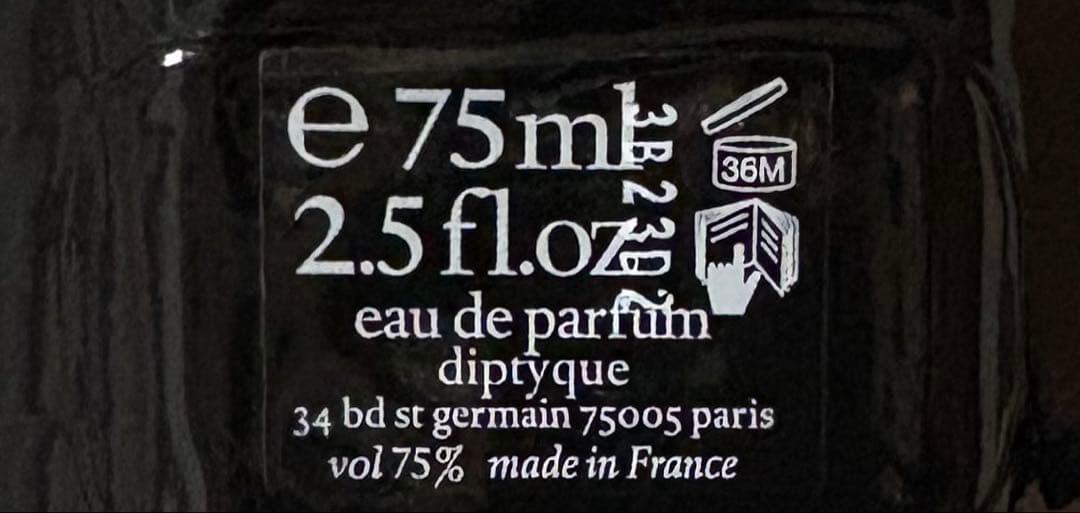 e 75ml
2.5 fl.oz
eau de parfum
diptyque
34 bd st germain 75005 paris
vol 75% made in France
36M